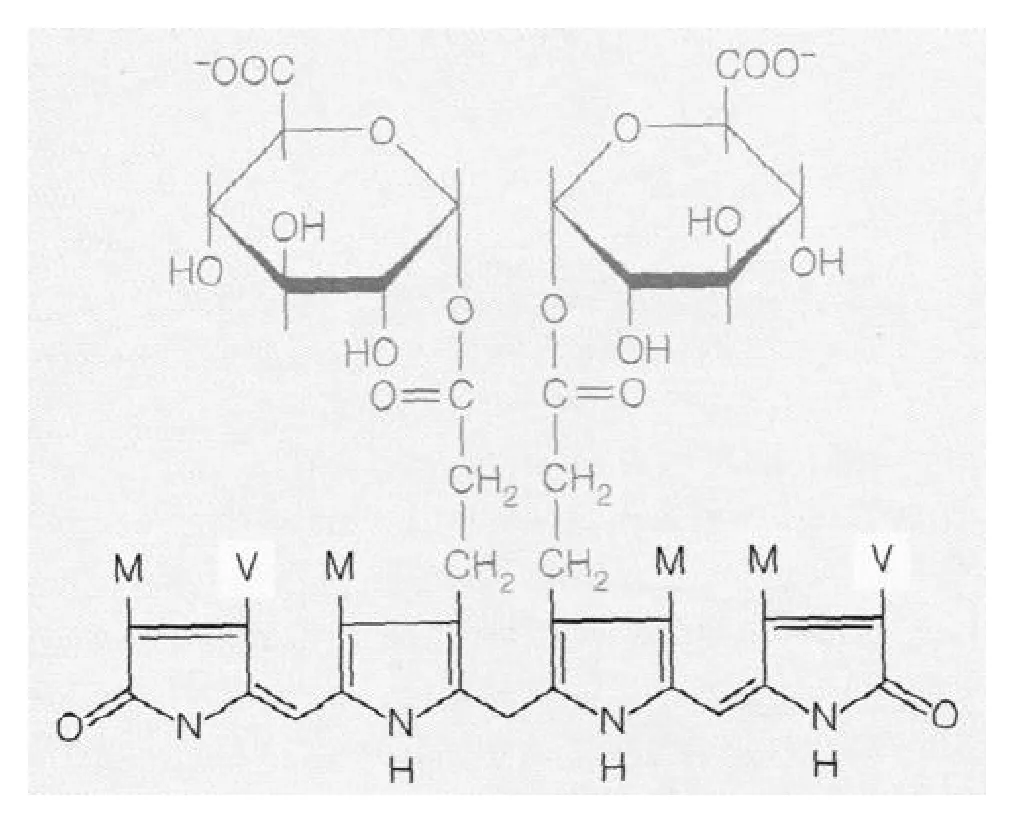 ⁻OOC COO⁻
O O
OH HO
HO OH
O O
HO OH
O=C C=O
CH₂ CH₂
CH₂ CH₂
M V M M M V
O N N N N O
H H H